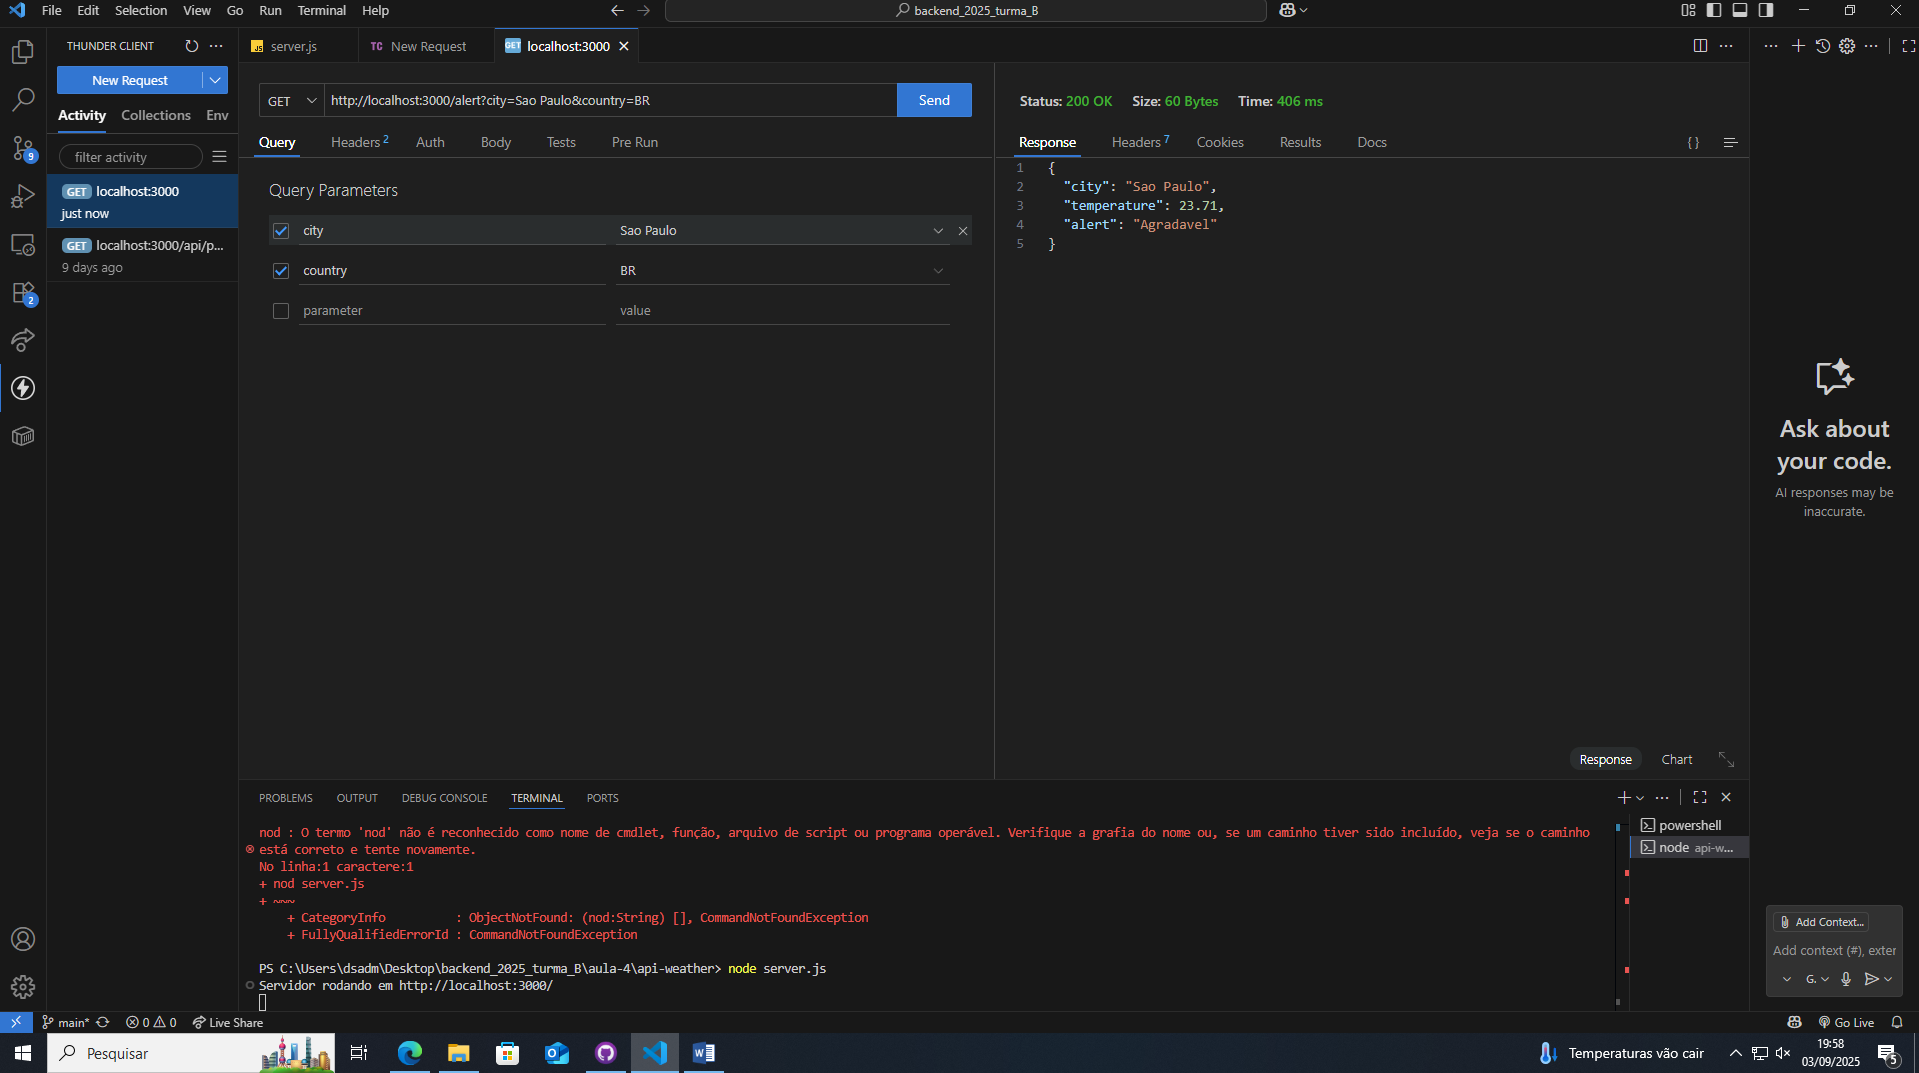 File Edit Selection View Go Run Terminal Help
backend_2025_turma_B
THUNDER CLIENT
New Request
Activity Collections Env
filter activity
GET localhost:3000
just now
GET localhost:3000/api/p...
9 days ago
9
2
JS server.js
TC New Request
GET localhost:3000
GET http://localhost:3000/alert?city=Sao Paulo&country=BR Send
Query Headers 2 Auth Body Tests Pre Run
Query Parameters
city Sao Paulo
country BR
parameter value
Status: 200 OK Size: 60 Bytes Time: 406 ms
Response Headers 7 Cookies Results Docs
{}
1 {
2 "city": "Sao Paulo",
3 "temperature": 23.71,
4 "alert": "Agradavel"
5 }
Response Chart
Ask about
your code.
AI responses may be
inaccurate.
Add Context...
Add context (#), exter
G.
PROBLEMS OUTPUT DEBUG CONSOLE TERMINAL PORTS
nod : O termo 'nod' não é reconhecido como nome de cmdlet, função, arquivo de script ou programa operável. Verifique a grafia do nome ou, se um caminho tiver sido incluído, veja se o caminho
está correto e tente novamente.
No linha:1 caractere:1
+ nod server.js
+ ~~~
+ CategoryInfo : ObjectNotFound: (nod:String) [], CommandNotFoundException
+ FullyQualifiedErrorId : CommandNotFoundException
PS C:\Users\dsadm\Desktop\backend_2025_turma_B\aula-4\api-weather> node server.js
Servidor rodando em http://localhost:3000/
powershell
node api-w...
main* 0 0 Live Share
Go Live
Pesquisar
Temperaturas vão cair
19:58
03/09/2025
5